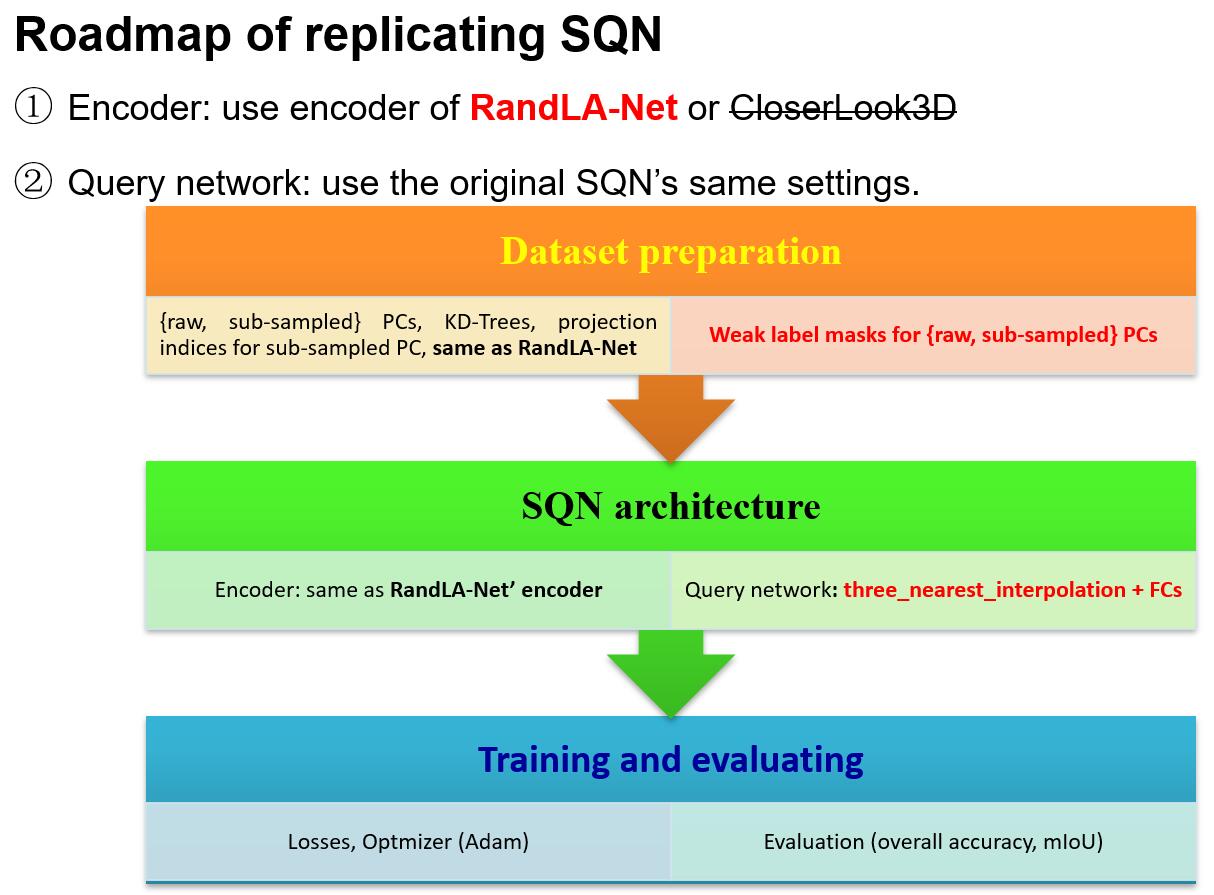 Roadmap of replicating SQN
① Encoder: use encoder of RandLA-Net or CloserLook3D
② Query network: use the original SQN’s same settings.
Dataset preparation
{raw, sub-sampled} PCs, KD-Trees, projection
indices for sub-sampled PC, same as RandLA-Net
Weak label masks for {raw, sub-sampled} PCs
SQN architecture
Encoder: same as RandLA-Net’ encoder
Query network: three_nearest_interpolation + FCs
Training and evaluating
Losses, Optmizer (Adam)
Evaluation (overall accuracy, mIoU)